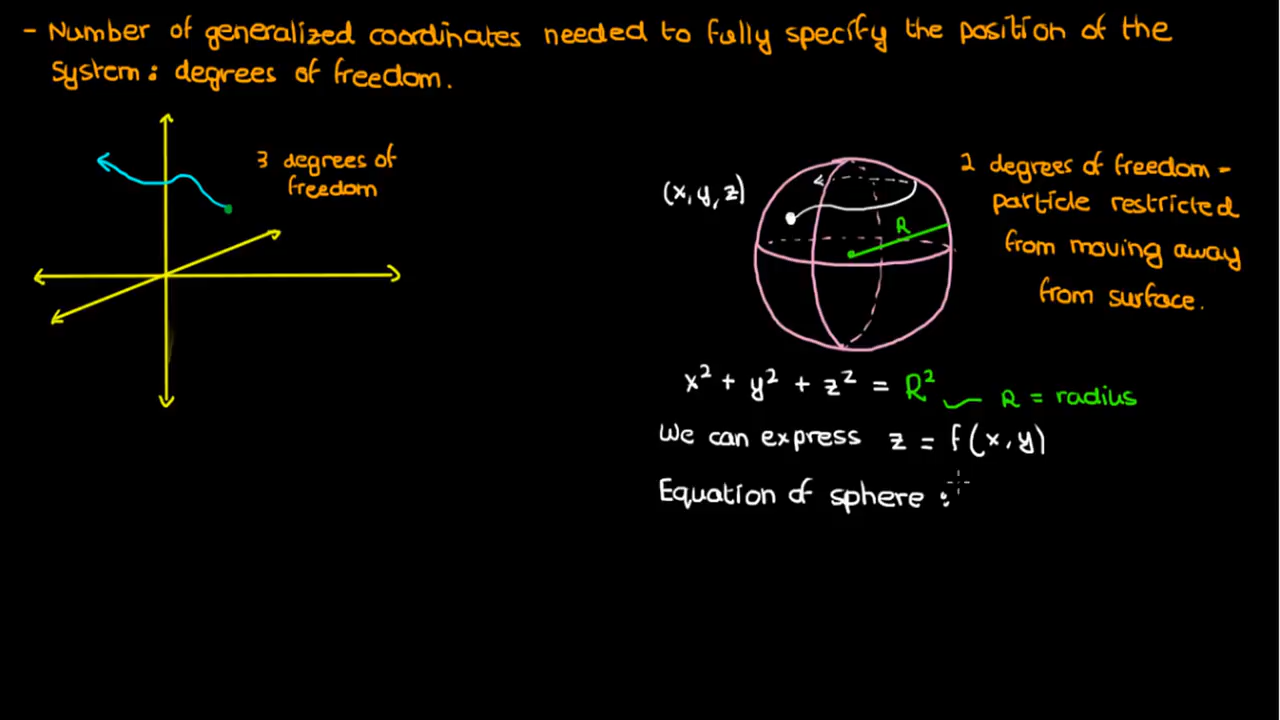 - Number of generalized coordinates needed to fully specify the position of the
system: degrees of freedom.
3 degrees of
freedom
(x, y, z)
R
2 degrees of freedom -
particle restricted
from moving away
from surface.
x² + y² + z² = R²
R = radius
We can express z = f(x, y)
Equation of sphere :